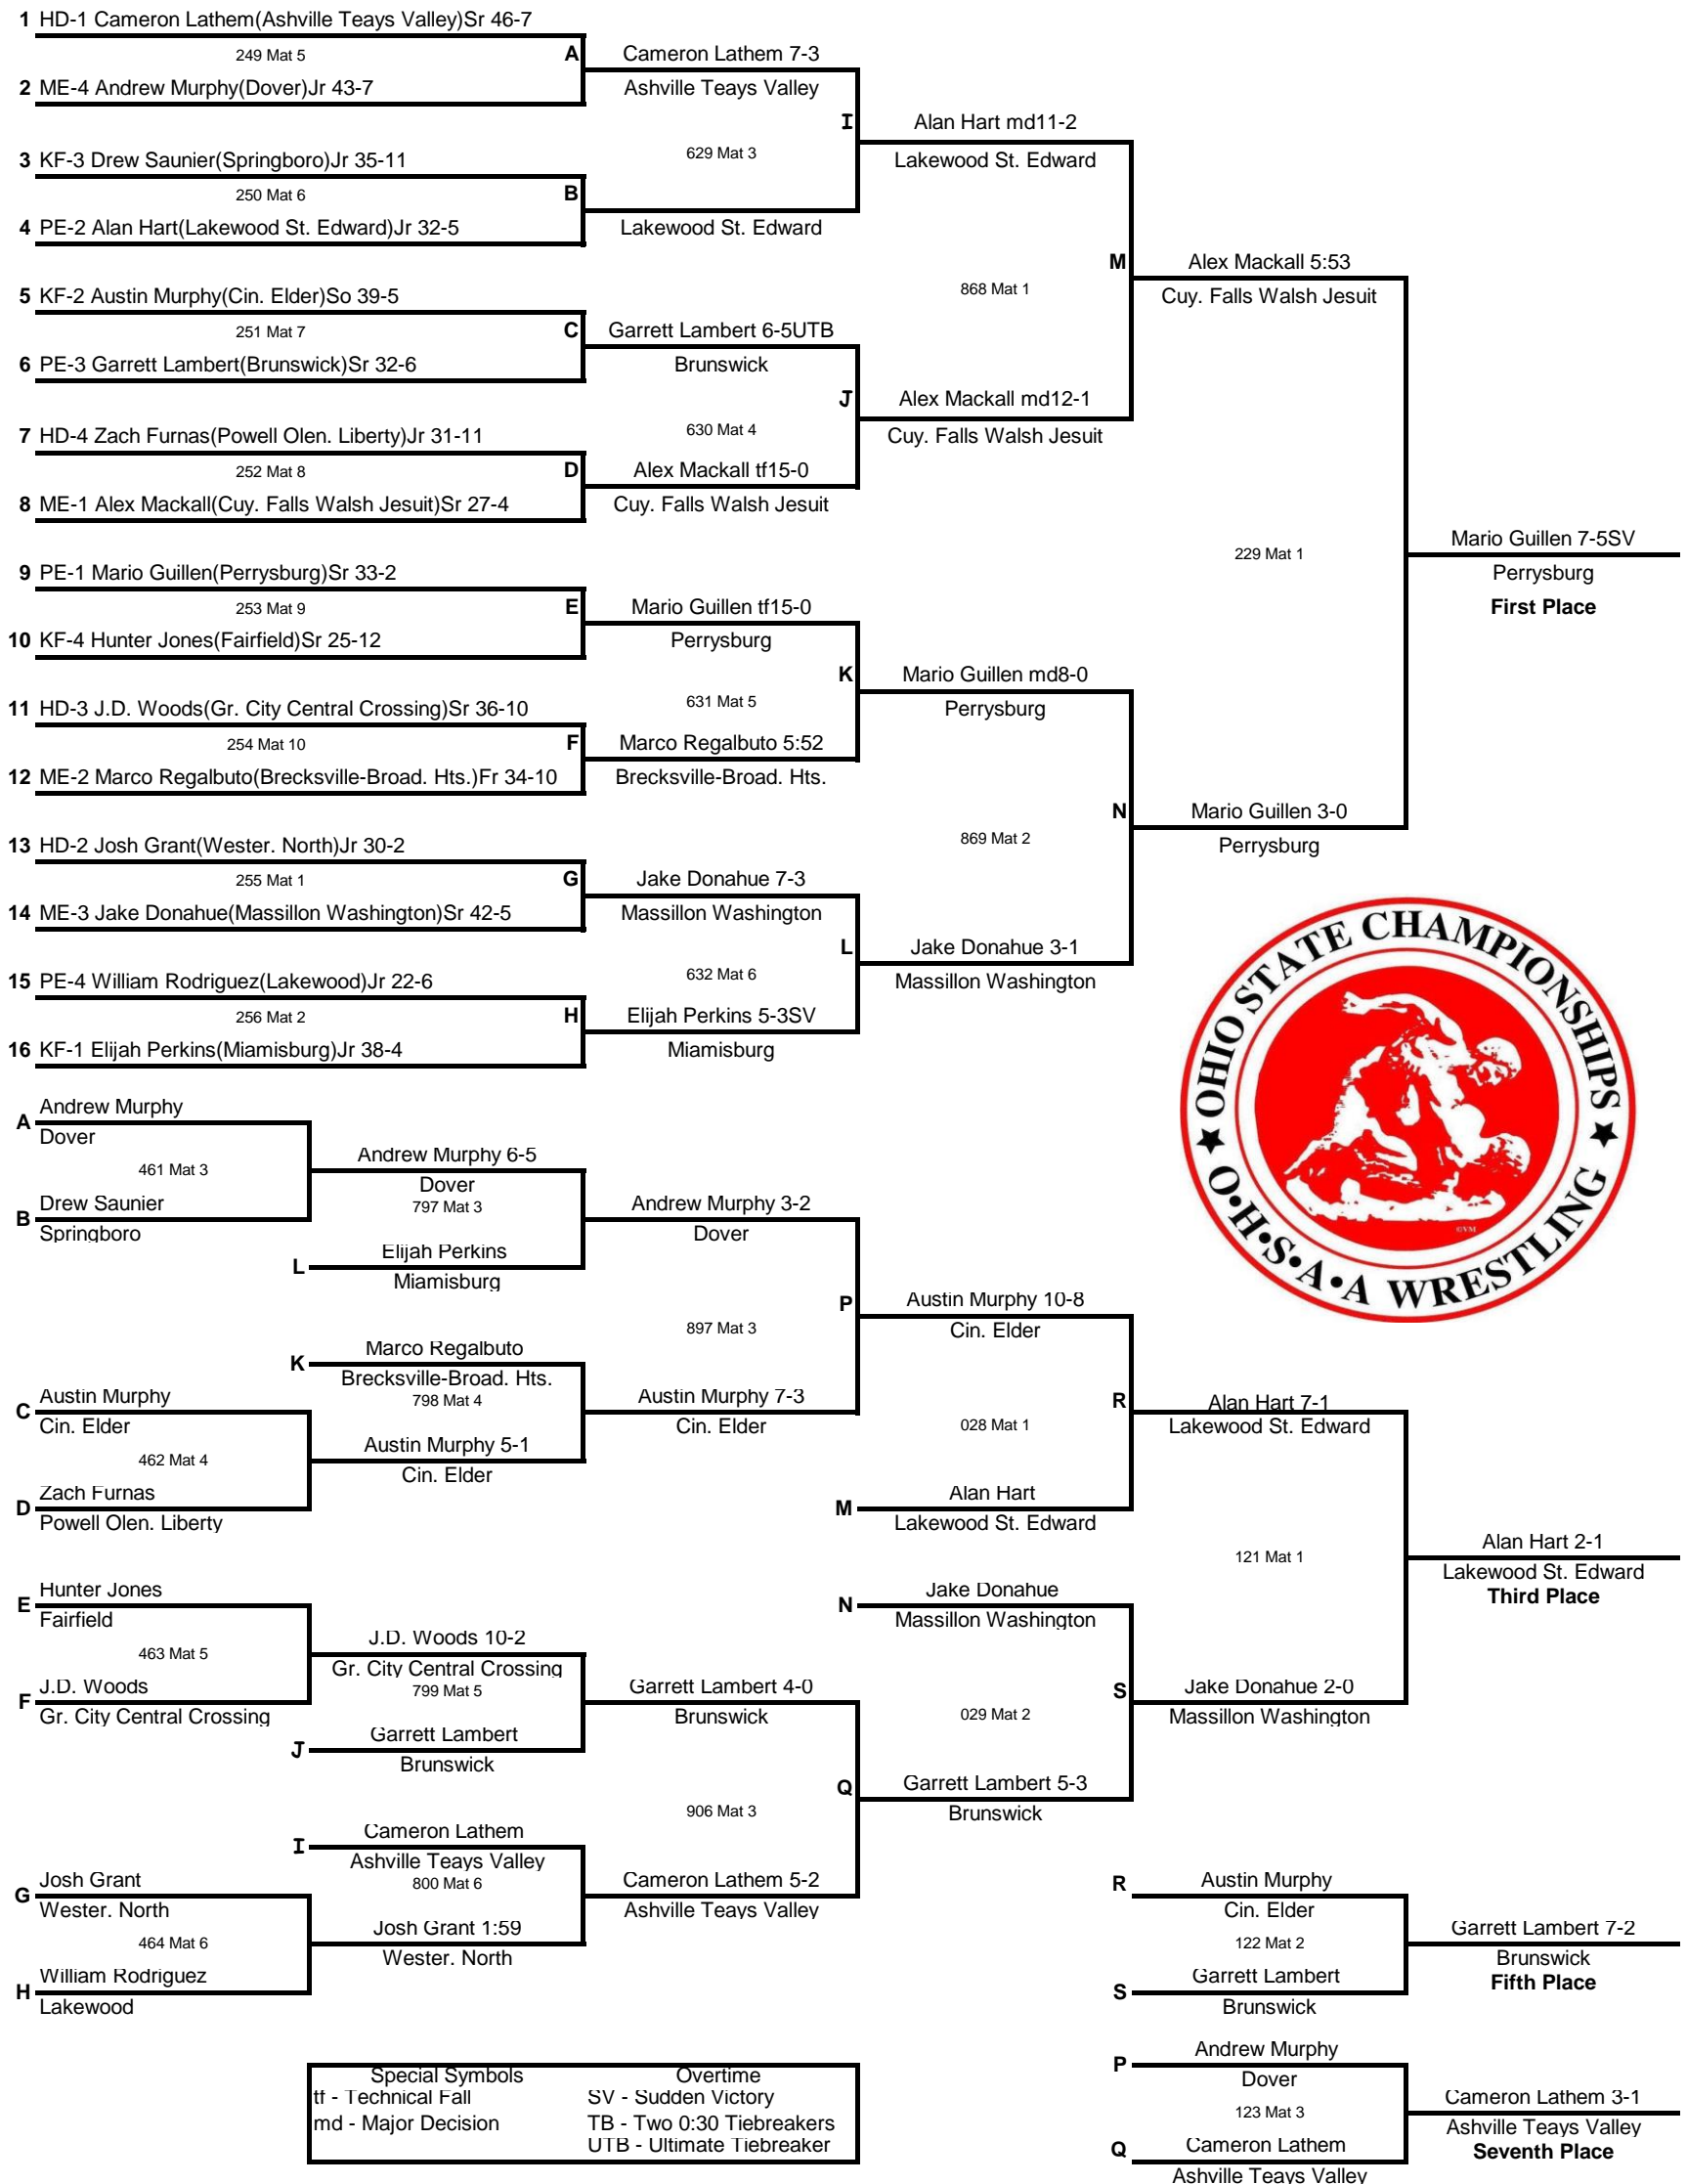 1 HD-1 Cameron Lathem(Ashville Teays Valley)Sr 46-7
249 Mat 5
A
2 ME-4 Andrew Murphy(Dover)Jr 43-7
Cameron Lathem 7-3
Ashville Teays Valley
I
629 Mat 3
3 KF-3 Drew Saunier(Springboro)Jr 35-11
250 Mat 6
B
4 PE-2 Alan Hart(Lakewood St. Edward)Jr 32-5
Lakewood St. Edward
Alan Hart md11-2
Lakewood St. Edward
M
868 Mat 1
5 KF-2 Austin Murphy(Cin. Elder)So 39-5
251 Mat 7
C
6 PE-3 Garrett Lambert(Brunswick)Sr 32-6
Garrett Lambert 6-5UTB
Brunswick
J
630 Mat 4
7 HD-4 Zach Furnas(Powell Olen. Liberty)Jr 31-11
252 Mat 8
D
8 ME-1 Alex Mackall(Cuy. Falls Walsh Jesuit)Sr 27-4
Alex Mackall tf15-0
Cuy. Falls Walsh Jesuit
Alex Mackall md12-1
Cuy. Falls Walsh Jesuit
Alex Mackall 5:53
Cuy. Falls Walsh Jesuit
229 Mat 1
Mario Guillen 7-5SV
Perrysburg
First Place
9 PE-1 Mario Guillen(Perrysburg)Sr 33-2
253 Mat 9
E
10 KF-4 Hunter Jones(Fairfield)Sr 25-12
Mario Guillen tf15-0
Perrysburg
K
631 Mat 5
11 HD-3 J.D. Woods(Gr. City Central Crossing)Sr 36-10
254 Mat 10
F
12 ME-2 Marco Regalbuto(Brecksville-Broad. Hts.)Fr 34-10
Marco Regalbuto 5:52
Brecksville-Broad. Hts.
Mario Guillen md8-0
Perrysburg
N
869 Mat 2
Mario Guillen 3-0
Perrysburg
13 HD-2 Josh Grant(Wester. North)Jr 30-2
255 Mat 1
G
14 ME-3 Jake Donahue(Massillon Washington)Sr 42-5
Jake Donahue 7-3
Massillon Washington
L
632 Mat 6
15 PE-4 William Rodriguez(Lakewood)Jr 22-6
256 Mat 2
H
16 KF-1 Elijah Perkins(Miamisburg)Jr 38-4
Elijah Perkins 5-3SV
Miamisburg
Jake Donahue 3-1
Massillon Washington
★ OHIO STATE CHAMPIONSHIPS ★
O•H•S•A•A WRESTLING
©VM
A Andrew Murphy
Dover
461 Mat 3
B Drew Saunier
Springboro
Andrew Murphy 6-5
Dover
797 Mat 3
L Elijah Perkins
Miamisburg
Andrew Murphy 3-2
Dover
P
897 Mat 3
K Marco Regalbuto
Brecksville-Broad. Hts.
798 Mat 4
C Austin Murphy
Cin. Elder
462 Mat 4
D Zach Furnas
Powell Olen. Liberty
Austin Murphy 5-1
Cin. Elder
Austin Murphy 7-3
Cin. Elder
Austin Murphy 10-8
Cin. Elder
R
028 Mat 1
M Alan Hart
Lakewood St. Edward
Alan Hart 7-1
Lakewood St. Edward
121 Mat 1
Alan Hart 2-1
Lakewood St. Edward
Third Place
E Hunter Jones
Fairfield
463 Mat 5
F J.D. Woods
Gr. City Central Crossing
J.D. Woods 10-2
Gr. City Central Crossing
799 Mat 5
J Garrett Lambert
Brunswick
Garrett Lambert 4-0
Brunswick
Q
906 Mat 3
N Jake Donahue
Massillon Washington
S
029 Mat 2
Jake Donahue 2-0
Massillon Washington
Garrett Lambert 5-3
Brunswick
I Cameron Lathem
Ashville Teays Valley
800 Mat 6
G Josh Grant
Wester. North
464 Mat 6
H William Rodriguez
Lakewood
Josh Grant 1:59
Wester. North
Cameron Lathem 5-2
Ashville Teays Valley
R Austin Murphy
Cin. Elder
122 Mat 2
S Garrett Lambert
Brunswick
Garrett Lambert 7-2
Brunswick
Fifth Place
P Andrew Murphy
Dover
123 Mat 3
Q Cameron Lathem
Ashville Teays Valley
Cameron Lathem 3-1
Ashville Teays Valley
Seventh Place
Special Symbols Overtime
tf - Technical Fall SV - Sudden Victory
md - Major Decision TB - Two 0:30 Tiebreakers
UTB - Ultimate Tiebreaker